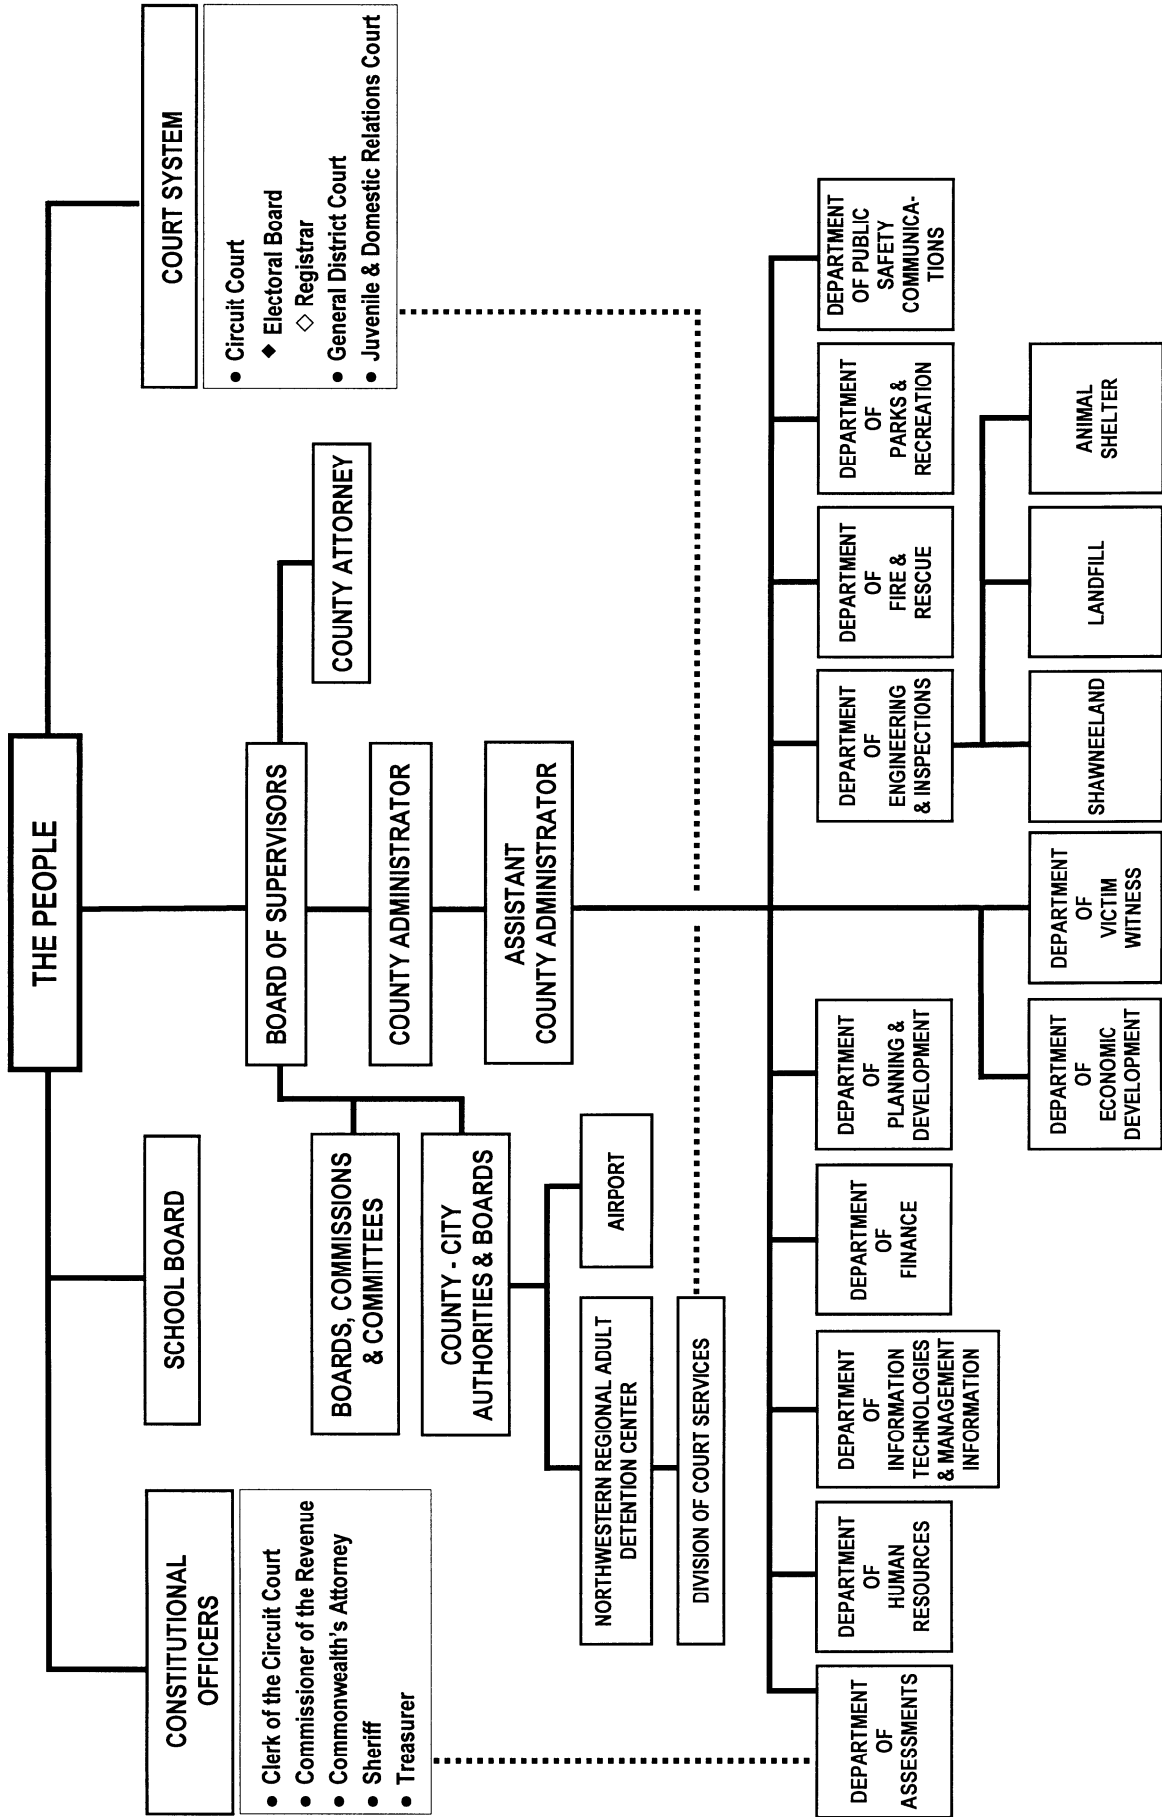 THE PEOPLE
CONSTITUTIONAL
OFFICERS
• Clerk of the Circuit Court
• Commissioner of the Revenue
• Commonwealth's Attorney
• Sheriff
• Treasurer
SCHOOL BOARD
COURT SYSTEM
• Circuit Court
◆ Electoral Board
◇ Registrar
• General District Court
• Juvenile & Domestic Relations Court
BOARD OF SUPERVISORS
COUNTY ATTORNEY
BOARDS, COMMISSIONS
& COMMITTEES
COUNTY ADMINISTRATOR
COUNTY - CITY
AUTHORITIES & BOARDS
ASSISTANT
COUNTY ADMINISTRATOR
NORTHWESTERN REGIONAL ADULT
DETENTION CENTER
AIRPORT
DIVISION OF COURT SERVICES
DEPARTMENT
OF
ASSESSMENTS
DEPARTMENT
OF
HUMAN
RESOURCES
DEPARTMENT
OF
INFORMATION
TECHNOLOGIES
& MANAGEMENT
INFORMATION
DEPARTMENT
OF
FINANCE
DEPARTMENT
OF
PLANNING &
DEVELOPMENT
DEPARTMENT
OF
ENGINEERING
& INSPECTIONS
DEPARTMENT
OF
FIRE &
RESCUE
DEPARTMENT
OF
PARKS &
RECREATION
DEPARTMENT
OF PUBLIC
SAFETY
COMMUNICA-
TIONS
DEPARTMENT
OF
ECONOMIC
DEVELOPMENT
DEPARTMENT
OF
VICTIM
WITNESS
SHAWNEELAND
LANDFILL
ANIMAL
SHELTER